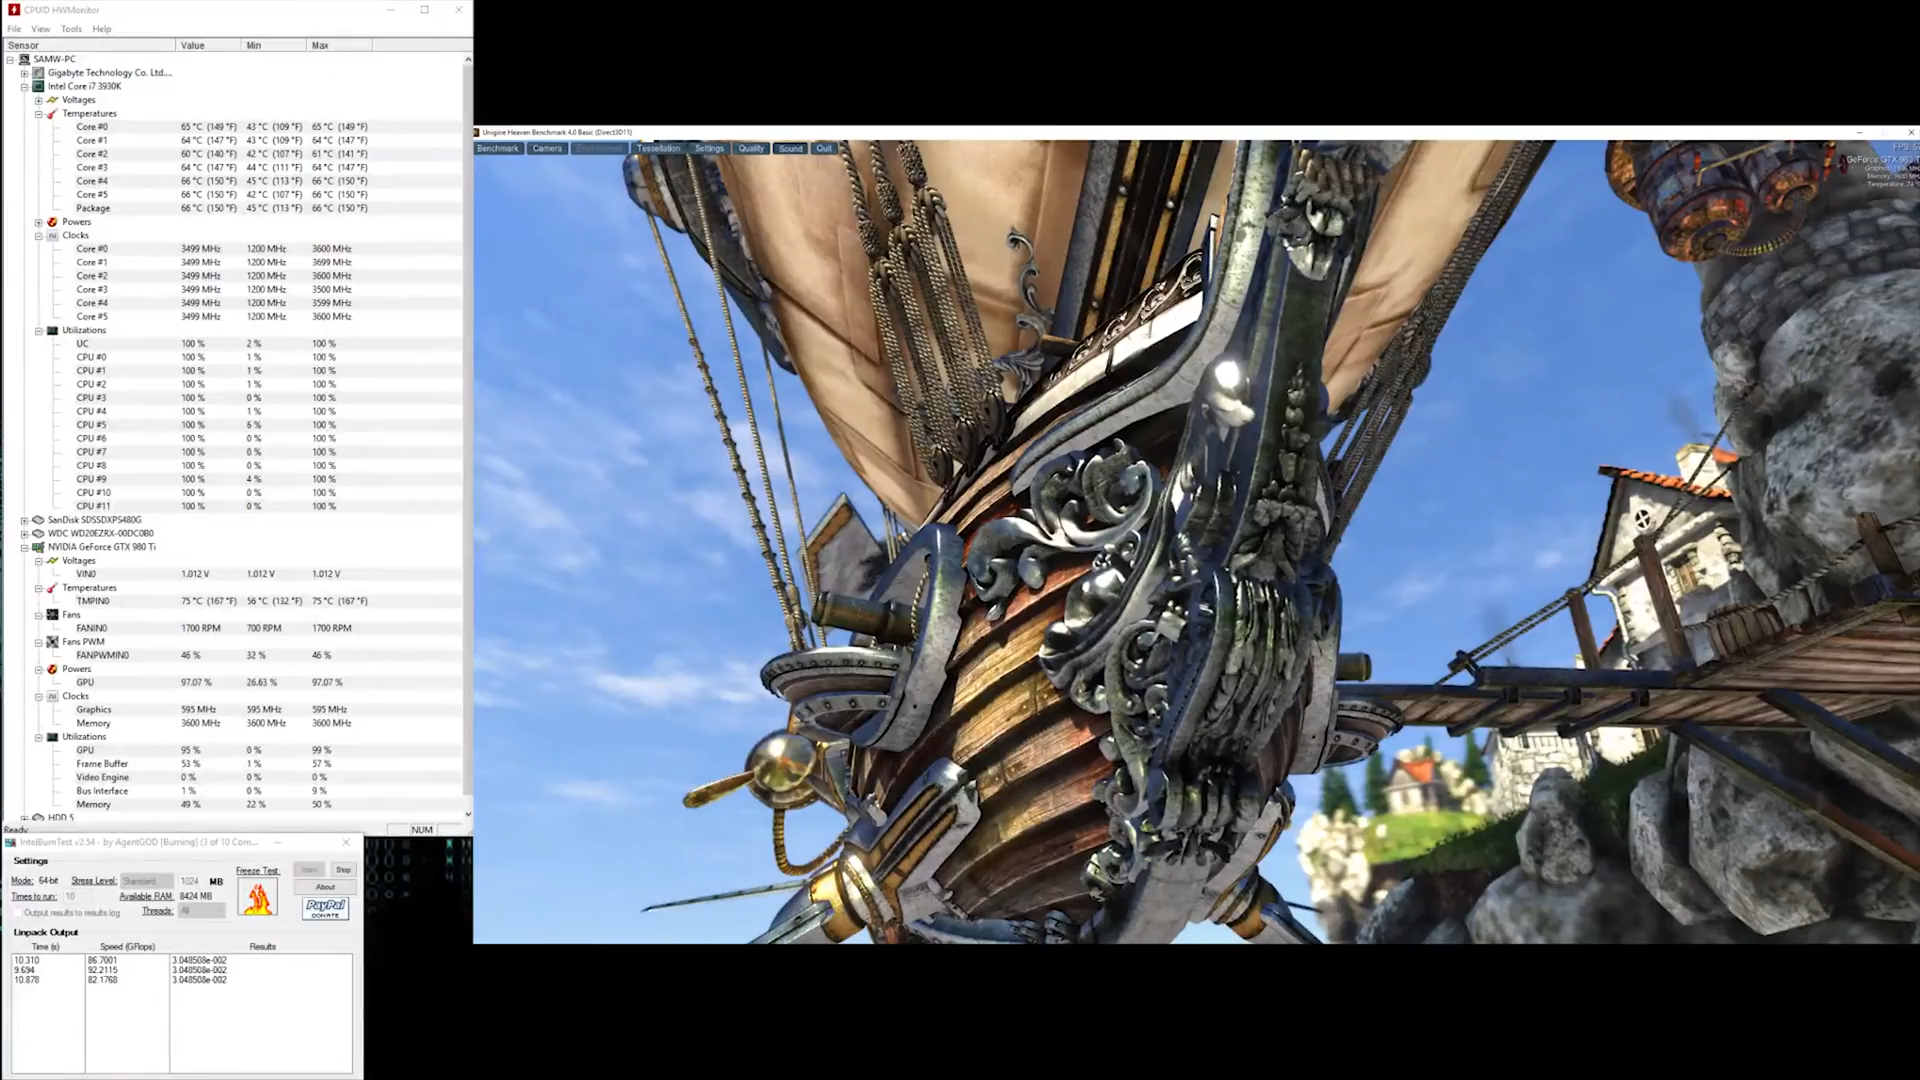 CPUID HWMonitor
File View Tools Help
Sensor Value Min Max
SAMW-PC
Gigabyte Technology Co. Ltd....
Intel Core i7 3930K
Voltages
Temperatures
Core #0 65 °C (149 °F) 43 °C (109 °F) 65 °C (149 °F)
Core #1 64 °C (147 °F) 43 °C (109 °F) 64 °C (147 °F)
Core #2 60 °C (140 °F) 42 °C (107 °F) 61 °C (141 °F)
Core #3 64 °C (147 °F) 44 °C (111 °F) 64 °C (147 °F)
Core #4 66 °C (150 °F) 45 °C (113 °F) 66 °C (150 °F)
Core #5 66 °C (150 °F) 42 °C (107 °F) 66 °C (150 °F)
Package 66 °C (150 °F) 45 °C (113 °F) 66 °C (150 °F)
Powers
Clocks
Core #0 3499 MHz 1200 MHz 3600 MHz
Core #1 3499 MHz 1200 MHz 3699 MHz
Core #2 3499 MHz 1200 MHz 3600 MHz
Core #3 3499 MHz 1200 MHz 3500 MHz
Core #4 3499 MHz 1200 MHz 3599 MHz
Core #5 3499 MHz 1200 MHz 3600 MHz
Utilizations
UC 100 % 2 % 100 %
CPU #0 100 % 1 % 100 %
CPU #1 100 % 1 % 100 %
CPU #2 100 % 1 % 100 %
CPU #3 100 % 0 % 100 %
CPU #4 100 % 1 % 100 %
CPU #5 100 % 6 % 100 %
CPU #6 100 % 0 % 100 %
CPU #7 100 % 0 % 100 %
CPU #8 100 % 0 % 100 %
CPU #9 100 % 4 % 100 %
CPU #10 100 % 0 % 100 %
CPU #11 100 % 0 % 100 %
SanDisk SDSSDXPS480G
WDC WD20EZRX-00DC0B0
NVIDIA GeForce GTX 980 Ti
Voltages
VIN0 1.012 V 1.012 V 1.012 V
Temperatures
TMPIN0 75 °C (167 °F) 56 °C (132 °F) 75 °C (167 °F)
Fans
FANIN0 1700 RPM 700 RPM 1700 RPM
Fans PWM
FANPWMIN0 46 % 32 % 46 %
Powers
GPU 97.07 % 26.63 % 97.07 %
Clocks
Graphics 595 MHz 595 MHz 595 MHz
Memory 3600 MHz 3600 MHz 3600 MHz
Utilizations
GPU 95 % 0 % 99 %
Frame Buffer 53 % 1 % 57 %
Video Engine 0 % 0 % 0 %
Bus Interface 1 % 0 % 9 %
Memory 49 % 22 % 50 %
HDD 5
Ready NUM
IntelBurnTest v2.54 - by AgentGOD [Burning] (3 of 10 Com...
Settings
Mode: 64-bit Stress Level: Standard 1024 MB
Times to run: 10 Available RAM: 8424 MB
Output results to results.log Threads: All
Freeze Test
Start Stop
About
PayPal
DONATE
Linpack Output
Time (s) Speed (GFlops) Results
10.310 86.7001 3.048508e-002
9.694 92.2115 3.048508e-002
10.878 82.1768 3.048508e-002
Unigine Heaven Benchmark 4.0 Basic (Direct3D11)
Benchmark Camera Tessellation Settings Quality Sound Quit
FPS:
GeForce GTX 980 T